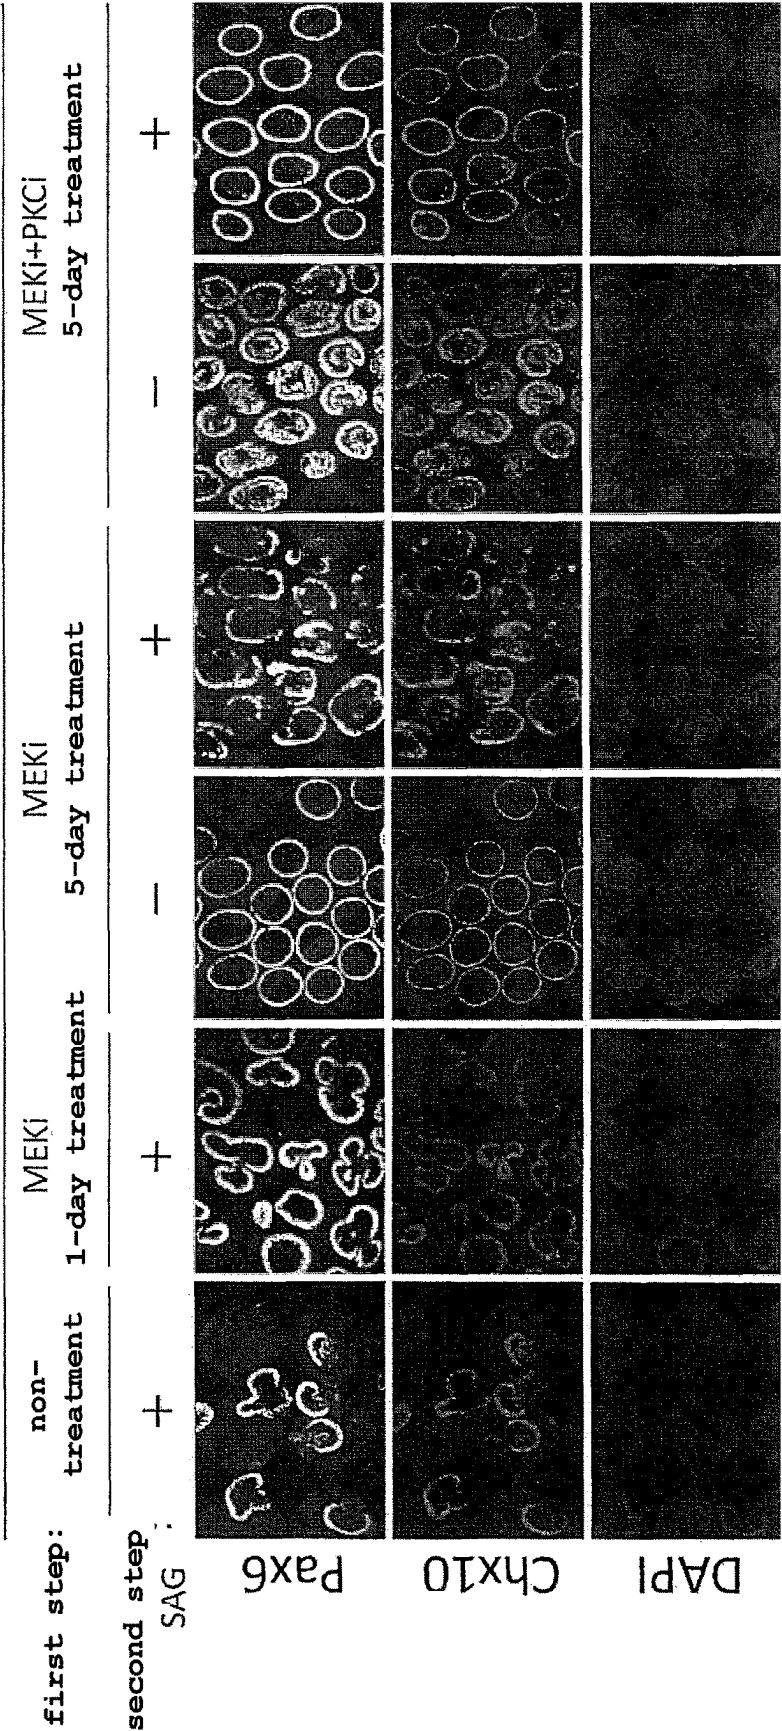 first step:
non-
treatment
MEKi
1-day treatment
MEKi
5-day treatment
MEKi+PKCi
5-day treatment
second step
SAG :
+ + − + − +
Pax6
Chx10
DAPI